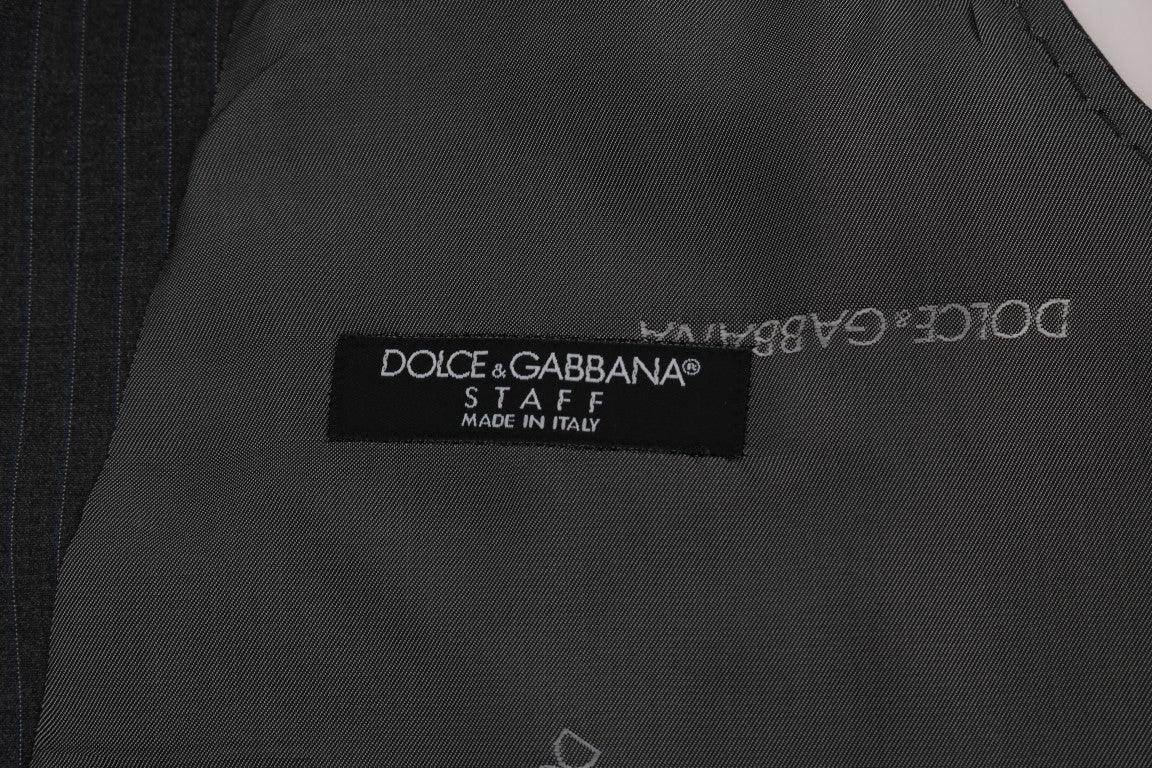 DOLCE & GABBANA
DOLCE & GABBANA®
STAFF
MADE IN ITALY